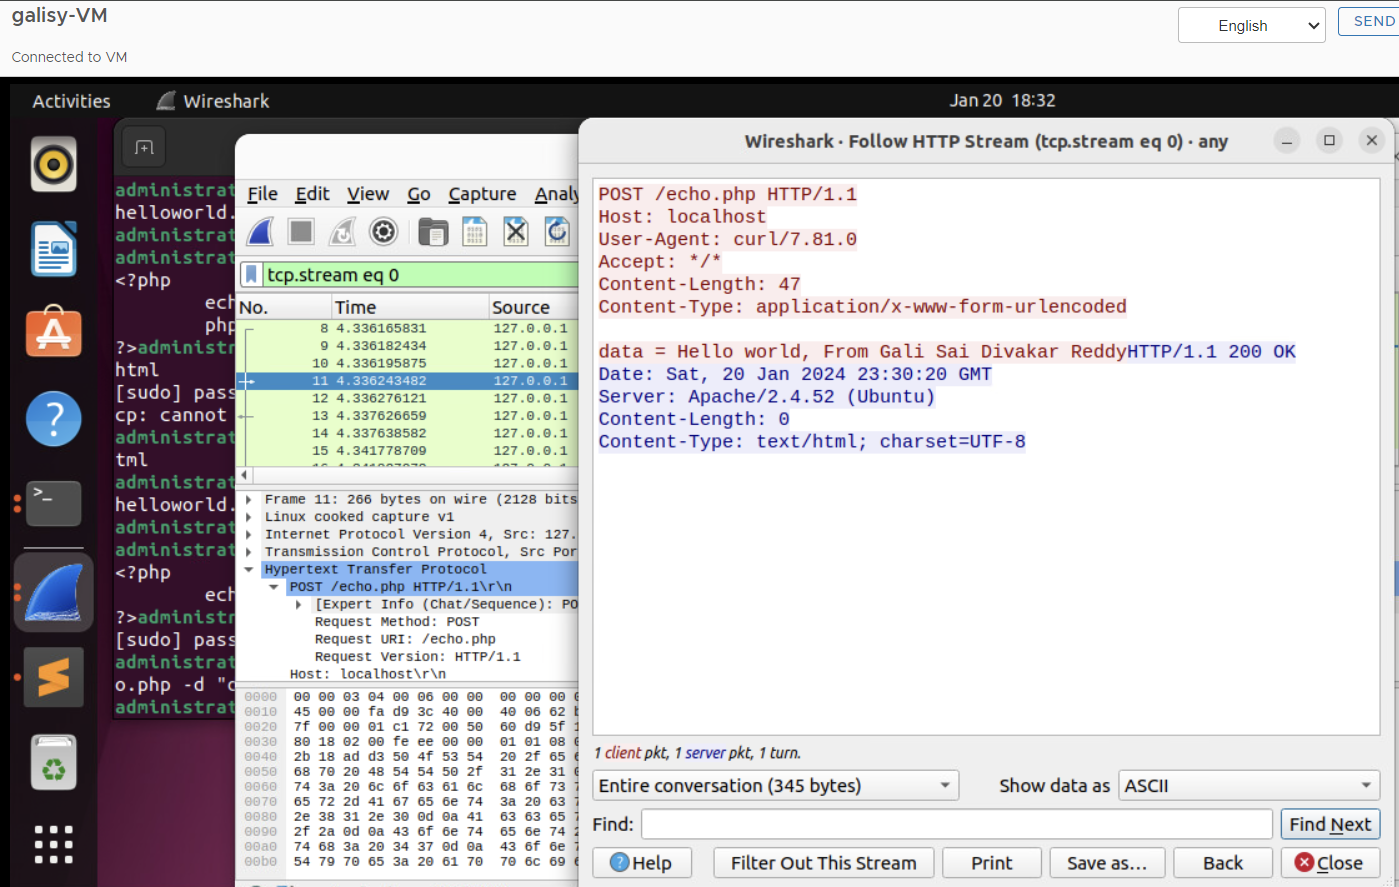 galisy-VM
English
SEND
Connected to VM
Activities
Wireshark
Jan 20 18:32
administrat
helloworld.
administrat
administrat
<?php
ech
php
?>administr
html
[sudo] pass
cp: cannot
administrat
tml
administrat
helloworld.
administrat
administrat
<?php
ech
?>administr
[sudo] pass
administrat
o.php -d "c
administrat
File Edit View Go Capture Analy
tcp.stream eq 0
No. Time Source
8 4.336165831 127.0.0.1
9 4.336182434 127.0.0.1
10 4.336195875 127.0.0.1
11 4.336243482 127.0.0.1
12 4.336276121 127.0.0.1
13 4.337626659 127.0.0.1
14 4.337638582 127.0.0.1
15 4.341778709 127.0.0.1
Frame 11: 266 bytes on wire (2128 bits
Linux cooked capture v1
Internet Protocol Version 4, Src: 127.
Transmission Control Protocol, Src Por
Hypertext Transfer Protocol
POST /echo.php HTTP/1.1\r\n
[Expert Info (Chat/Sequence): PO
Request Method: POST
Request URI: /echo.php
Request Version: HTTP/1.1
Host: localhost\r\n
0000 00 00 03 04 00 06 00 00 00 00 00
0010 45 00 00 fa d9 3c 40 00 40 06 62
0020 7f 00 00 01 c1 72 00 50 60 d9 5f
0030 80 18 02 00 fe ee 00 00 01 01 08
0040 2b 18 ad d3 50 4f 53 54 20 2f 65
0050 68 70 20 48 54 54 50 2f 31 2e 31
0060 74 3a 20 6c 6f 63 61 6c 68 6f 73
0070 65 72 2d 41 67 65 6e 74 3a 20 63
0080 2e 38 31 2e 30 0d 0a 41 63 63 65
0090 2f 2a 0d 0a 43 6f 6e 74 65 6e 74
00a0 74 68 3a 20 34 37 0d 0a 43 6f 6e
00b0 54 79 70 65 3a 20 61 70 70 6c 69
Wireshark · Follow HTTP Stream (tcp.stream eq 0) · any
POST /echo.php HTTP/1.1
Host: localhost
User-Agent: curl/7.81.0
Accept: */*
Content-Length: 47
Content-Type: application/x-www-form-urlencoded
data = Hello world, From Gali Sai Divakar ReddyHTTP/1.1 200 OK
Date: Sat, 20 Jan 2024 23:30:20 GMT
Server: Apache/2.4.52 (Ubuntu)
Content-Length: 0
Content-Type: text/html; charset=UTF-8
1 client pkt, 1 server pkt, 1 turn.
Entire conversation (345 bytes)
Show data as ASCII
Find:
Find Next
Help
Filter Out This Stream
Print
Save as…
Back
Close